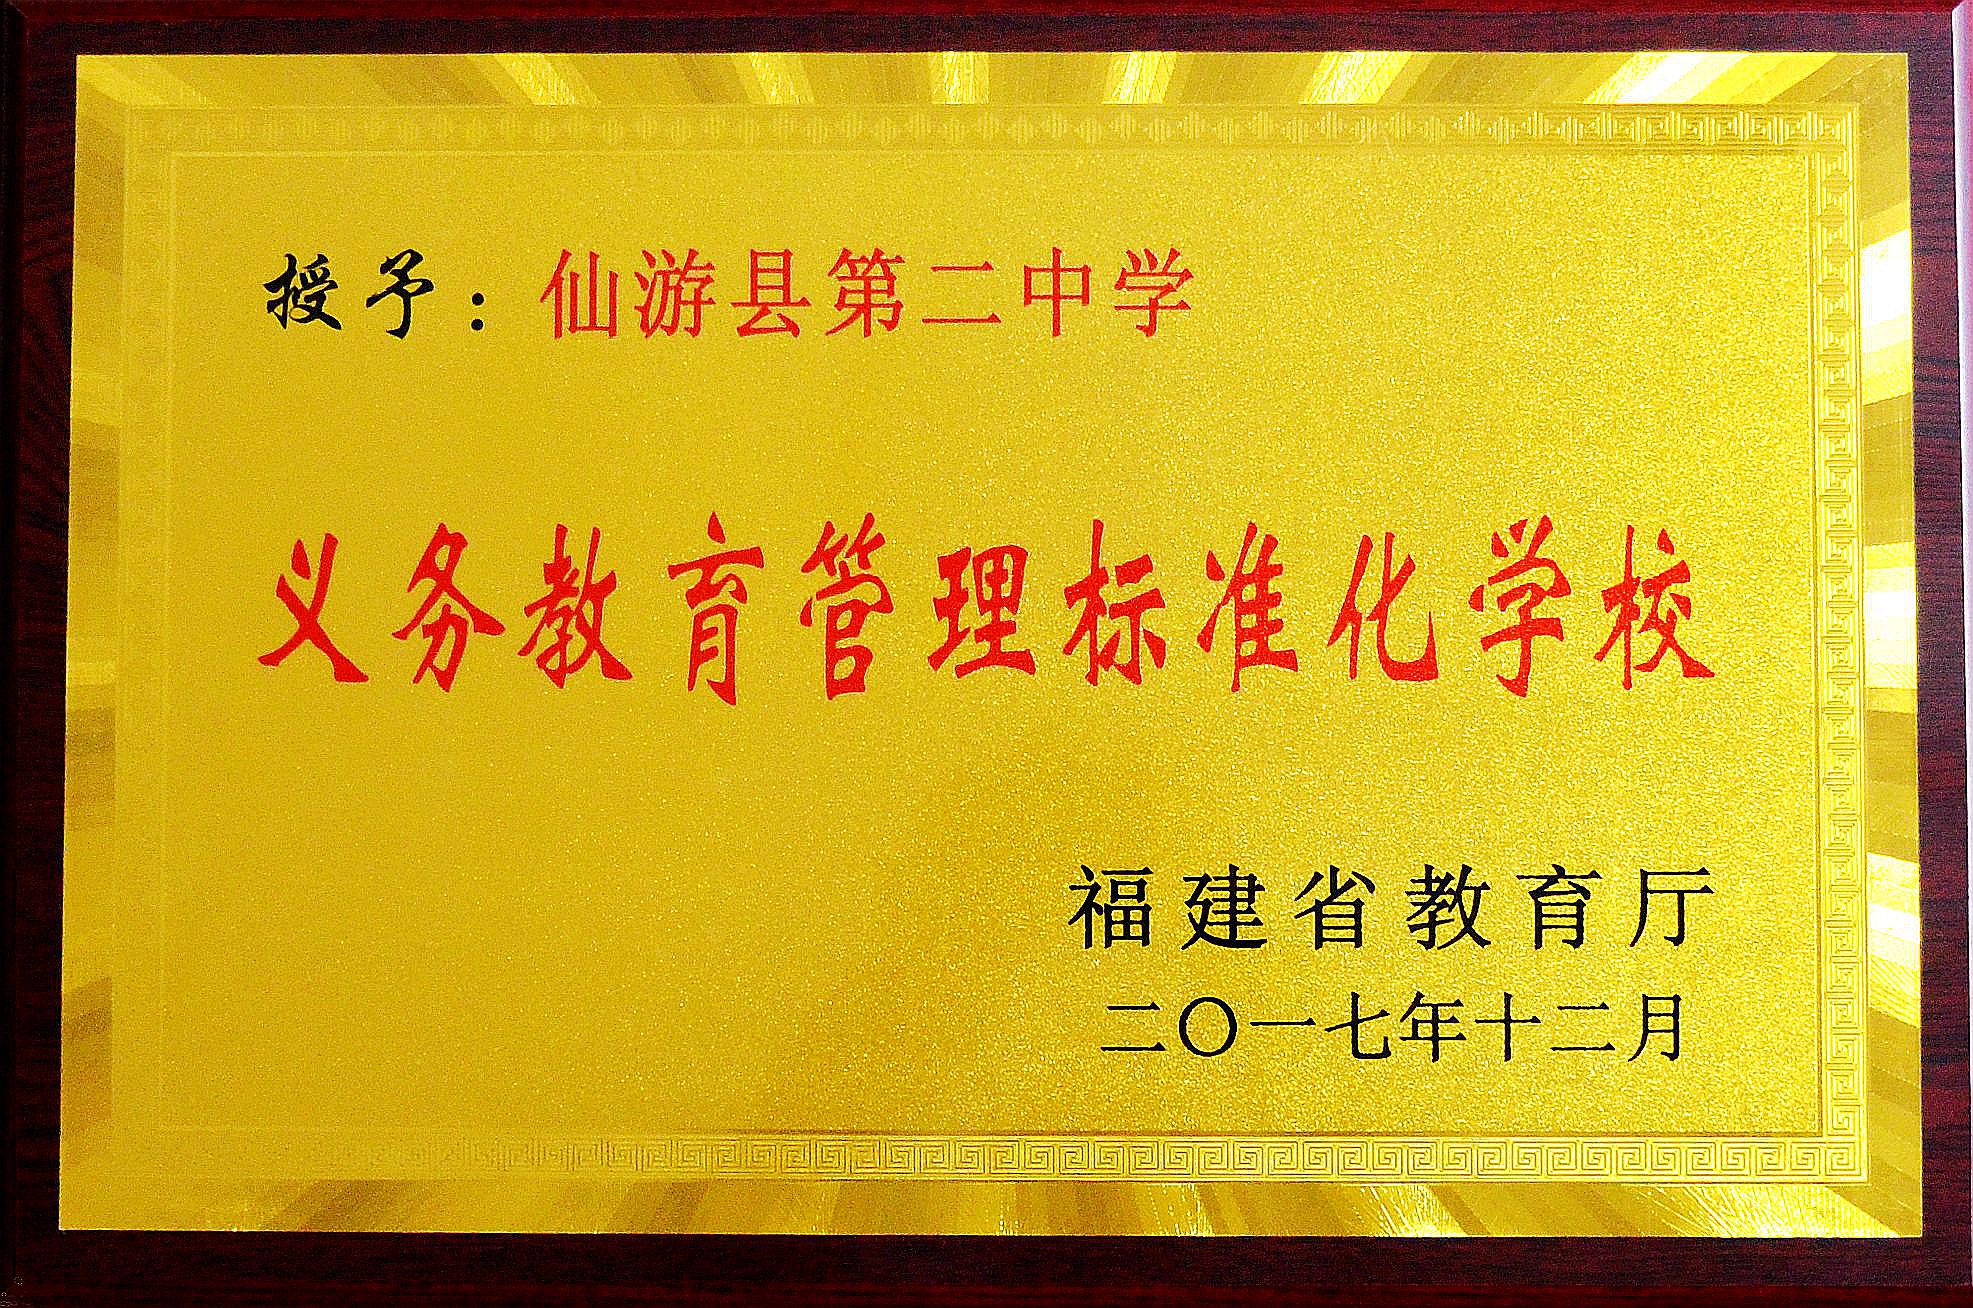 授予：仙游县第二中学
义务教育管理标准化学校
福建省教育厅
二〇一七年十二月